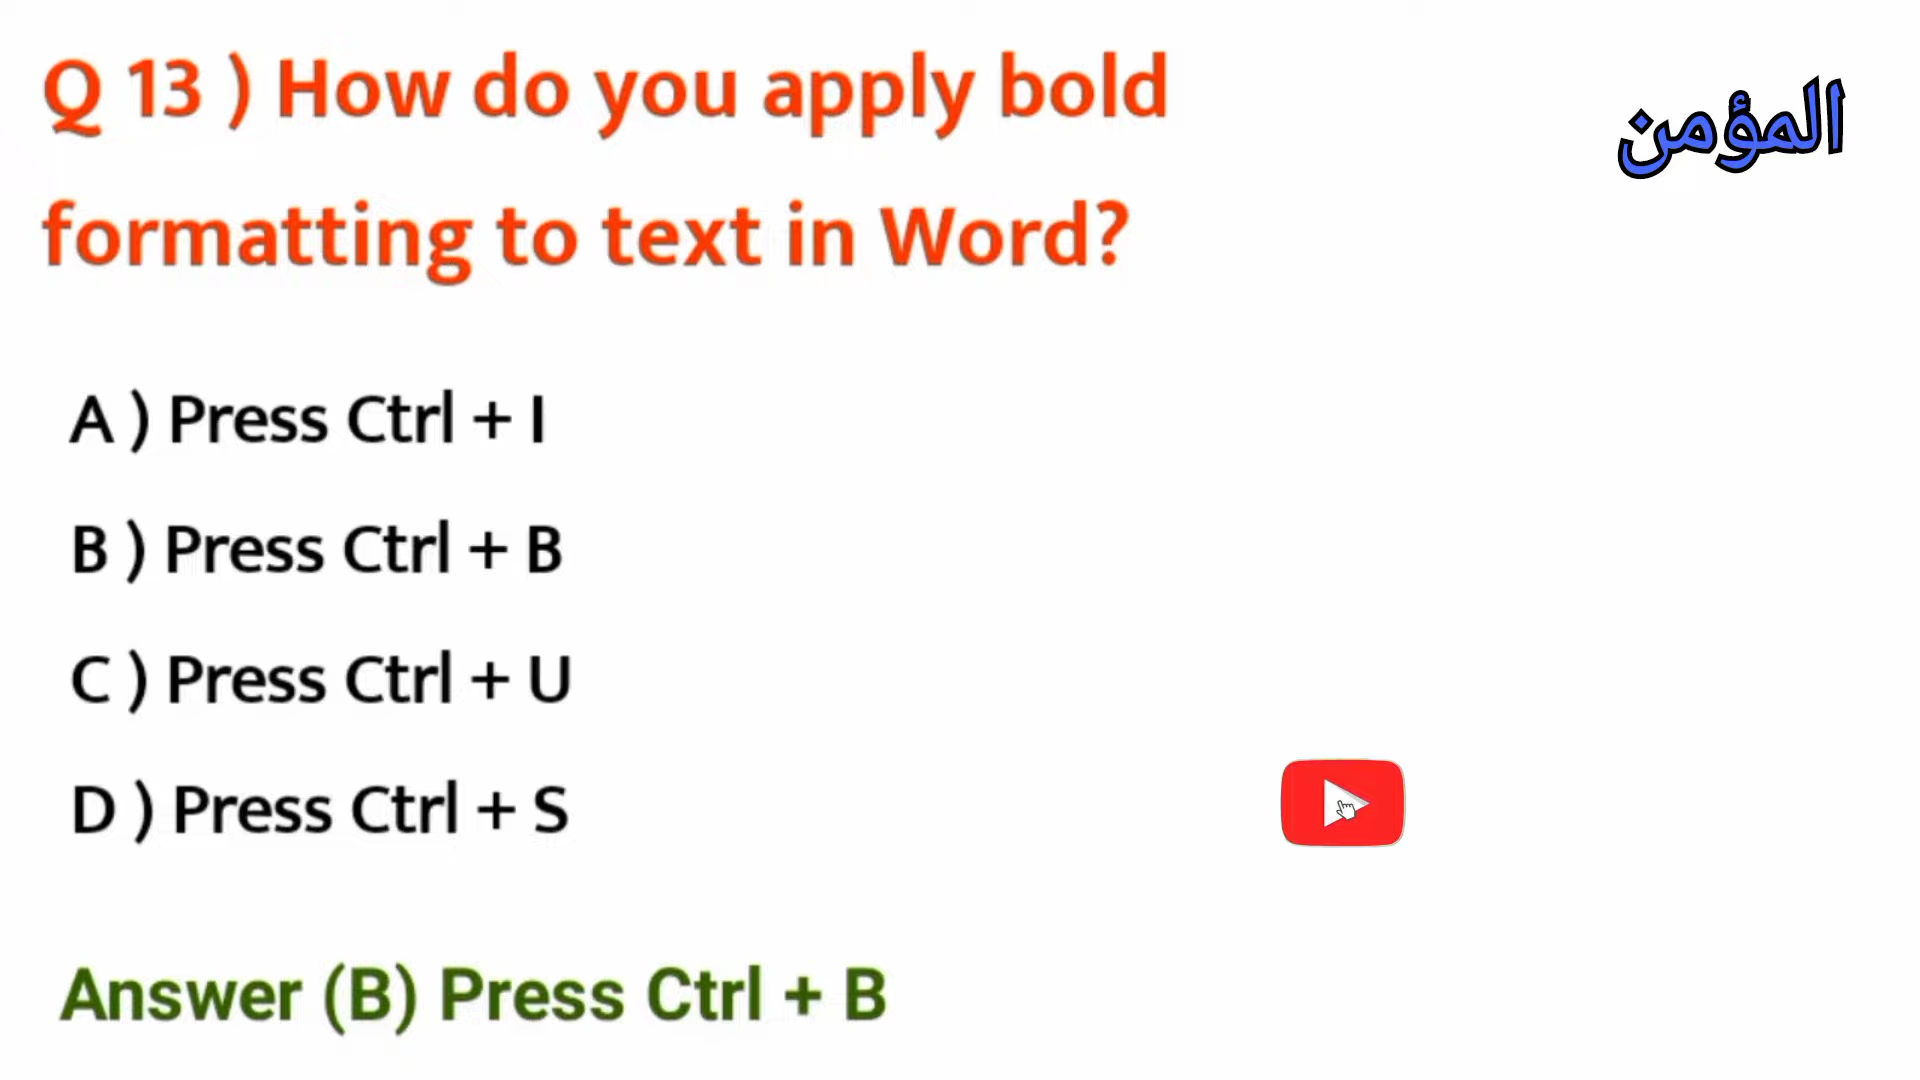 Q 13 ) How do you apply bold
المؤمن
formatting to text in Word?
A ) Press Ctrl + I
B ) Press Ctrl + B
C ) Press Ctrl + U
D ) Press Ctrl + S
Answer (B) Press Ctrl + B